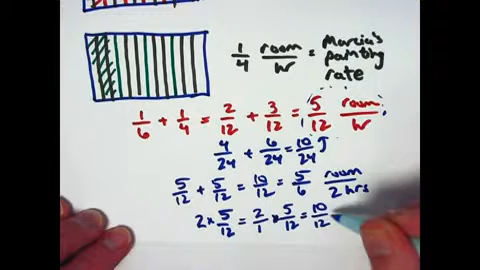 1/4 room/hr = Marcia's painting rate
1/6 + 1/4 = 2/12 + 3/12 = 5/12 room/hr
4/24 + 6/24 = 10/24
5/12 + 5/12 = 10/12 = 5/6 room/2 hrs
2 × 5/12 = 2/1 × 5/12 = 10/12